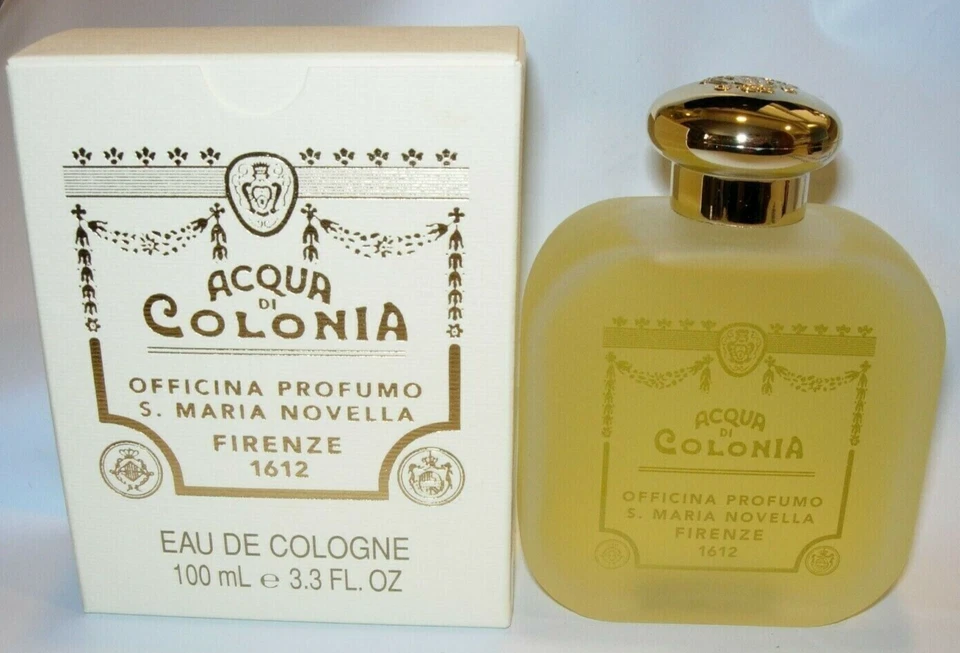 ACQUA
DI
COLONIA
OFFICINA PROFUMO
S. MARIA NOVELLA
FIRENZE
1612
EAU DE COLOGNE
100 mL e 3.3 FL. OZ
ACQUA
DI
COLONIA
OFFICINA PROFUMO
S. MARIA NOVELLA
FIRENZE
1612